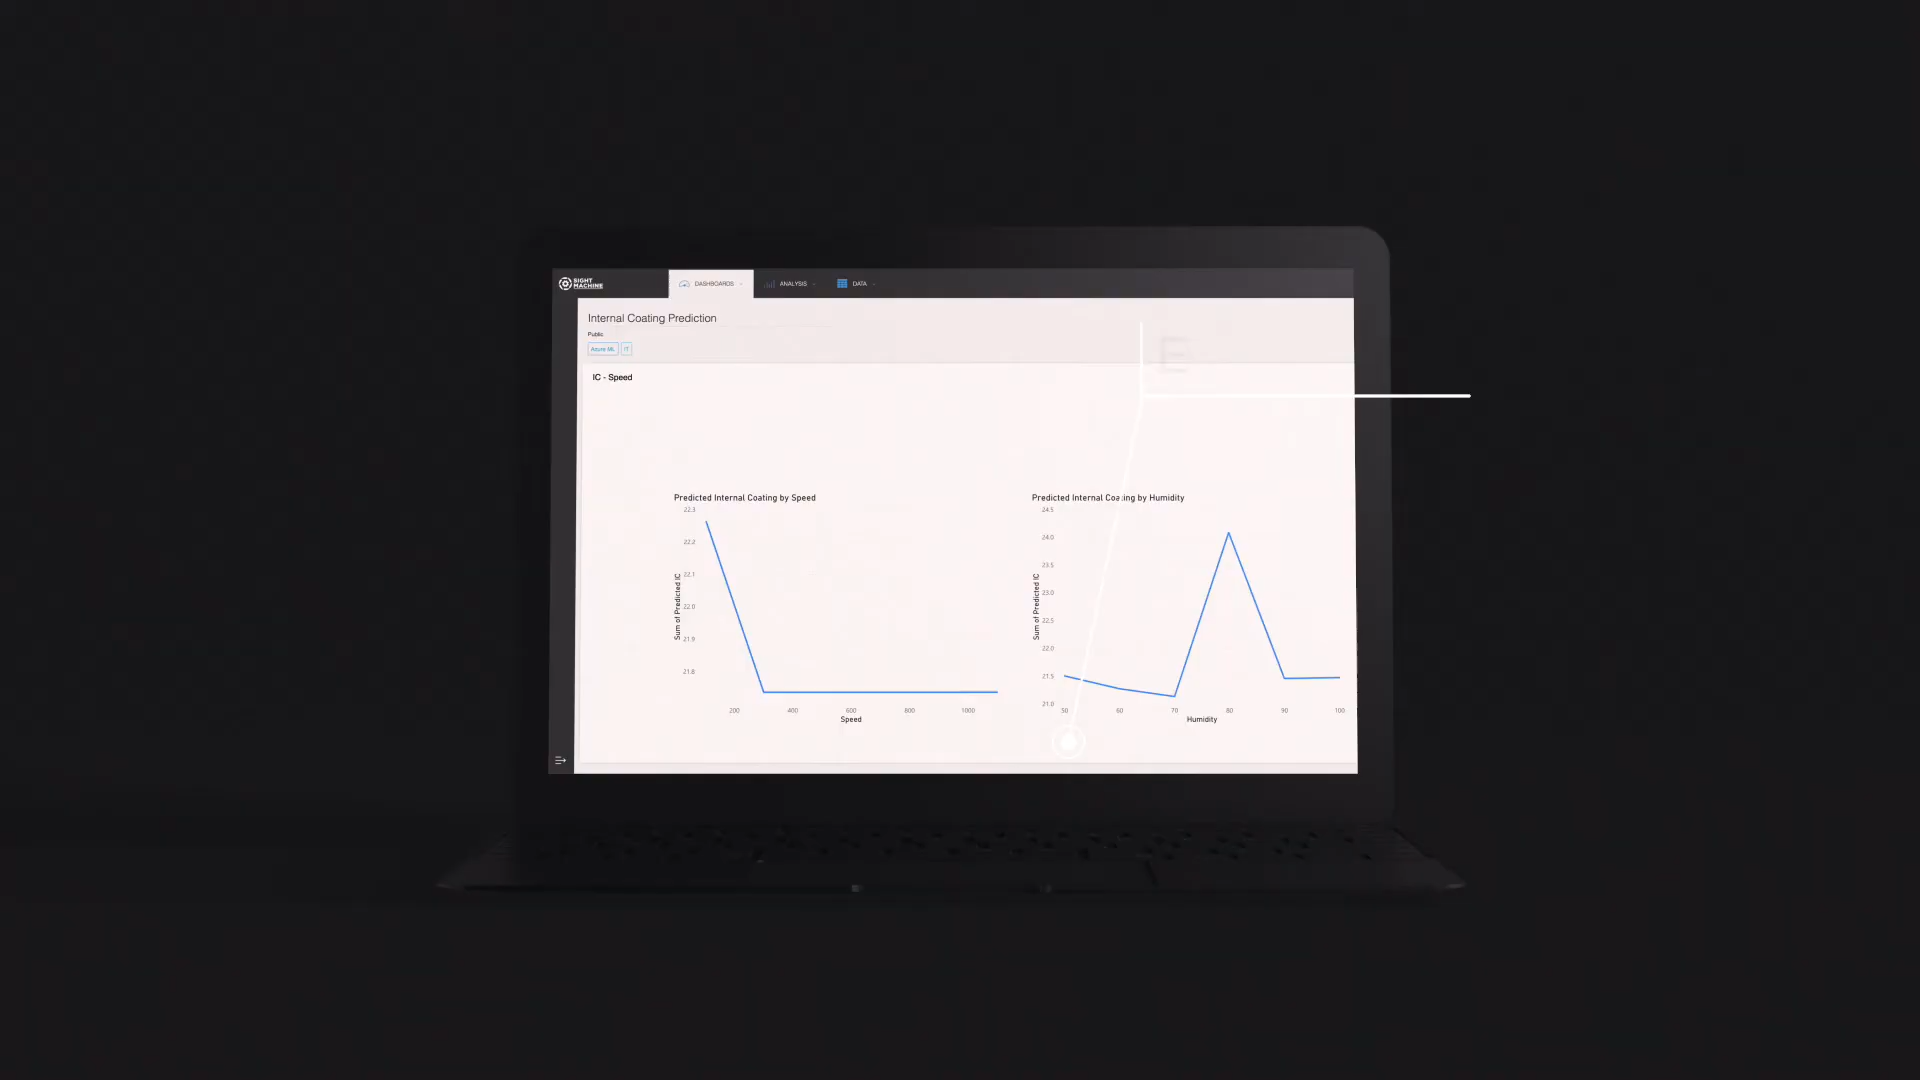 SIGHT
MACHINE
DASHBOARDS
ANALYSIS
DATA
Internal Coating Prediction
Public
Azure ML
IT
IC - Speed
Predicted Internal Coating by Speed
22.3
22.2
22.1
22.0
21.9
21.8
Sum of Predicted IC
200 400 600 800 1000
Speed
Predicted Internal Coating by Humidity
24.5
24.0
23.5
23.0
22.5
22.0
21.5
21.0
Sum of Predicted IC
50 60 70 80 90 100
Humidity
E